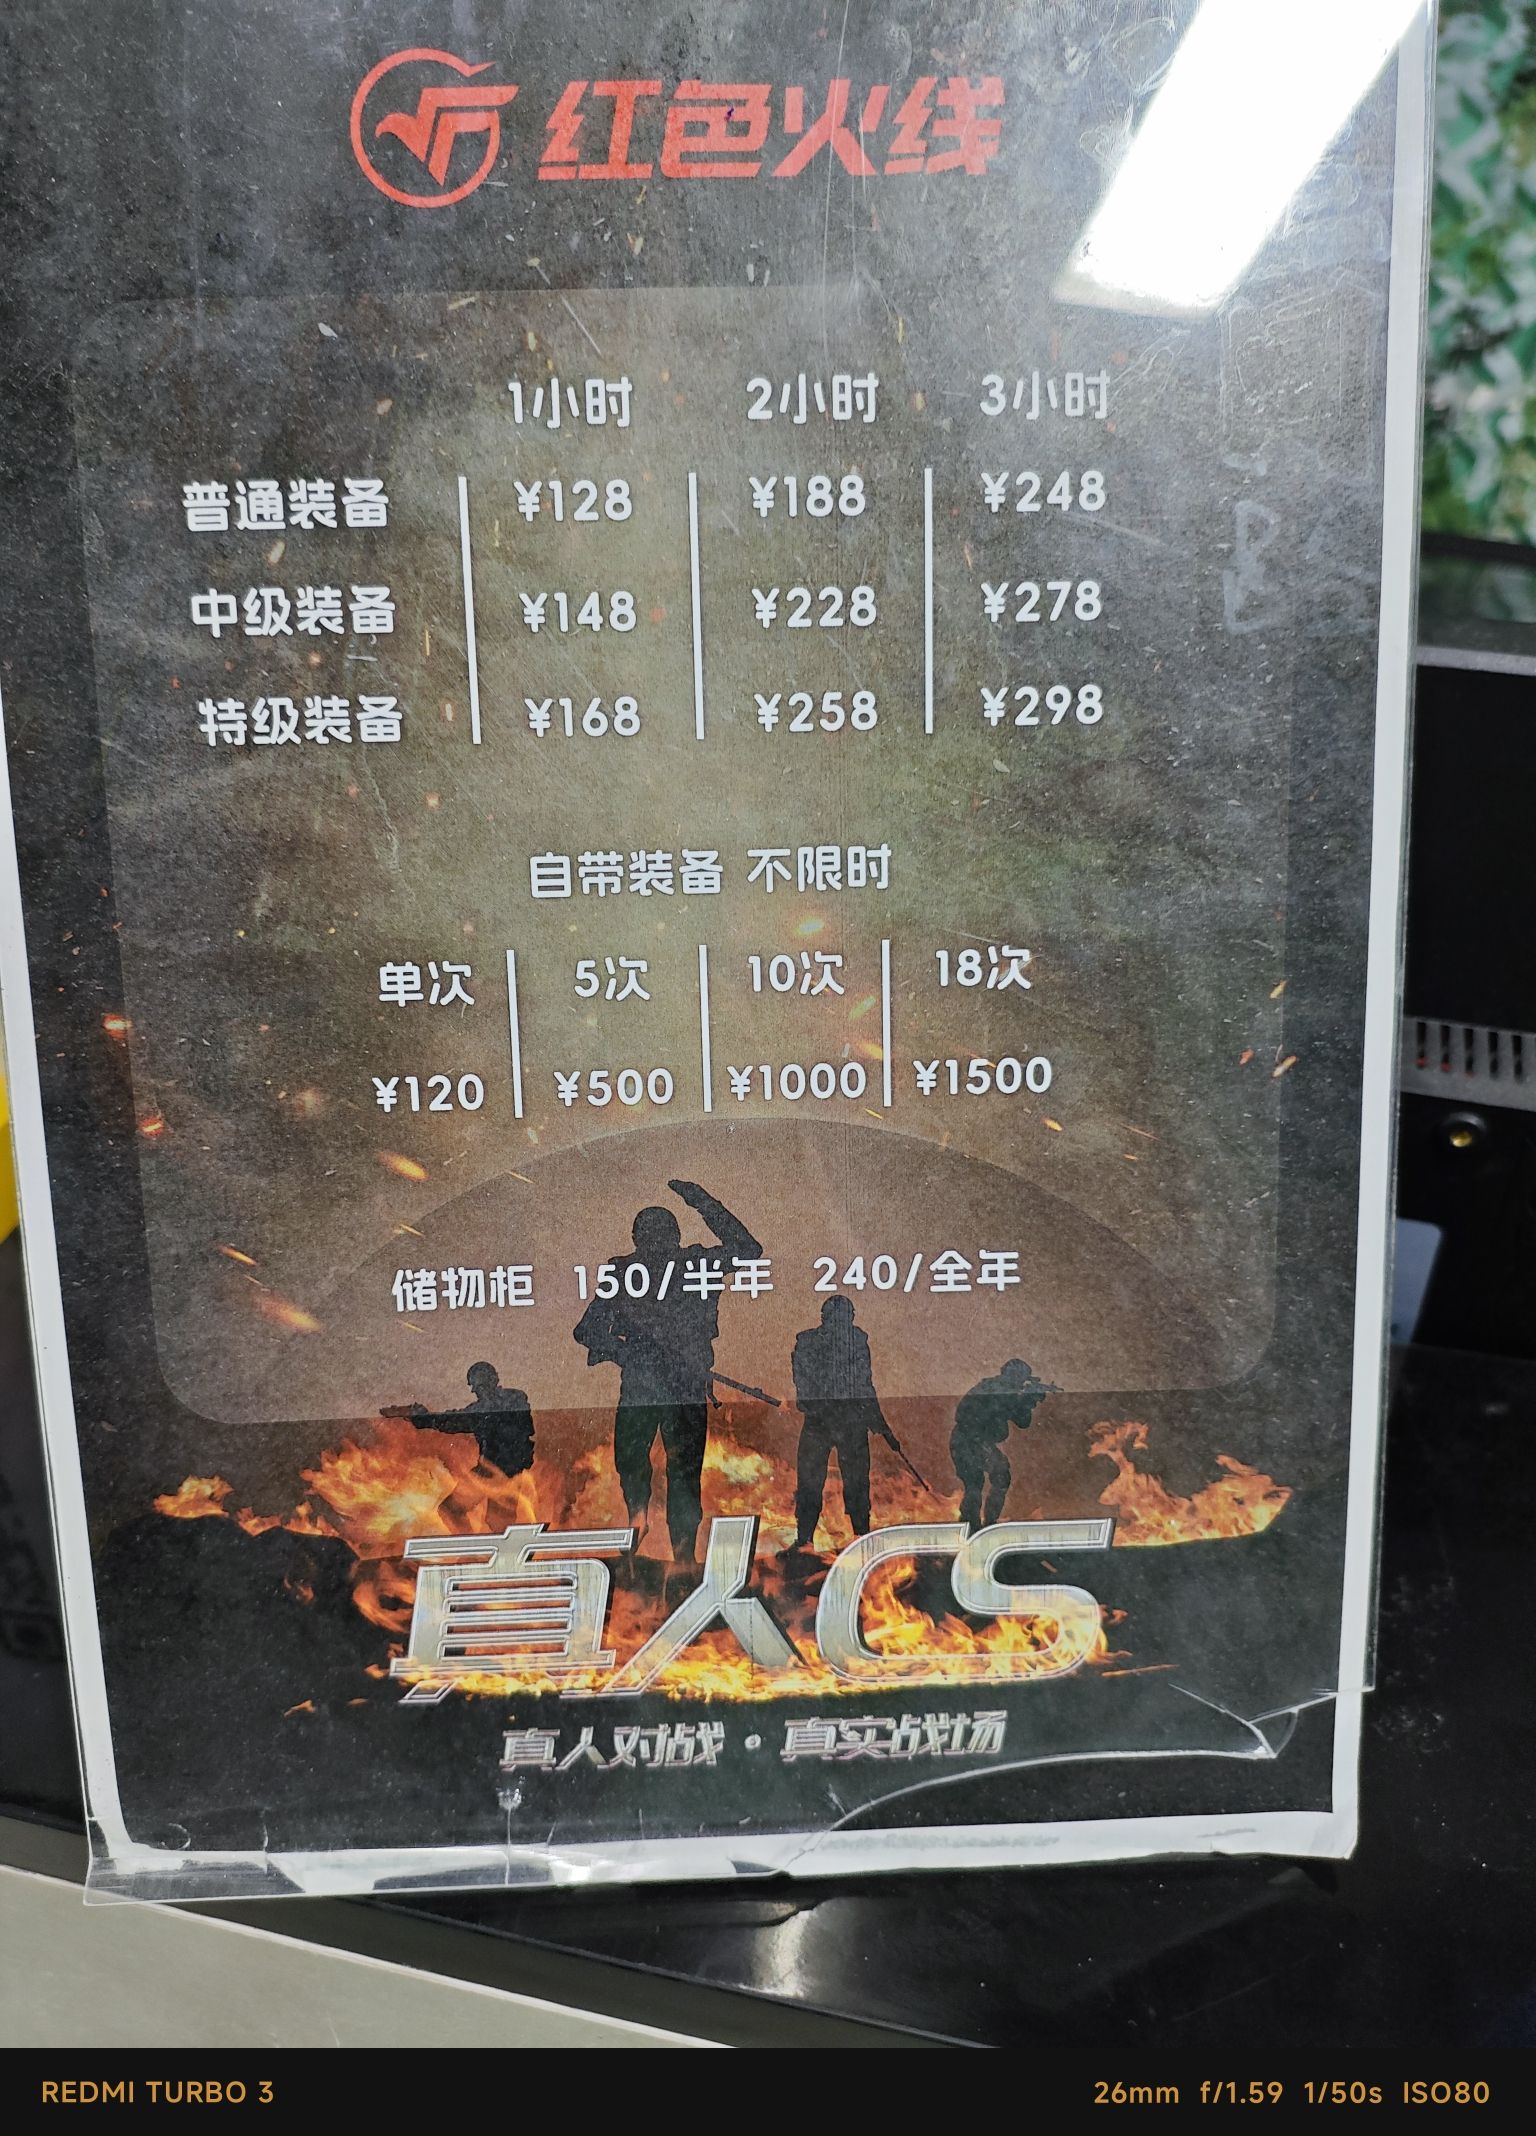 红色火线
1小时 2小时 3小时
普通装备 ¥128 ¥188 ¥248
中级装备 ¥148 ¥228 ¥278
特级装备 ¥168 ¥258 ¥298
自带装备 不限时
单次 5次 10次 18次
¥120 ¥500 ¥1000 ¥1500
储物柜 150/半年 240/全年
真人CS
真人对战·真实战场
REDMI TURBO 3 26mm f/1.59 1/50s ISO80